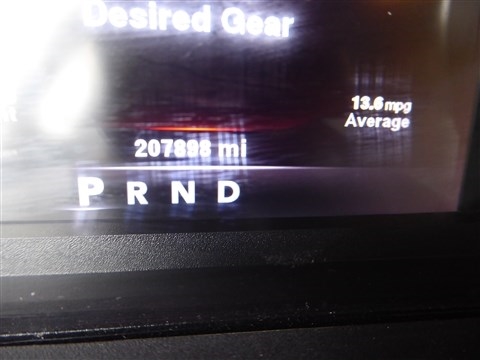 Desired Gear
13.6 mpg
Average
207898 mi
P R N D